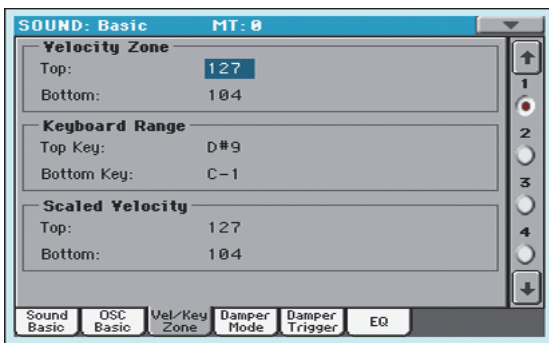 SOUND: Basic MT: 0
Velocity Zone
Top: 127
Bottom: 104
Keyboard Range
Top Key: D#9
Bottom Key: C-1
Scaled Velocity
Top: 127
Bottom: 104
1
2
3
4
Sound Basic OSC Basic Vel/Key Zone Damper Mode Damper Trigger EQ